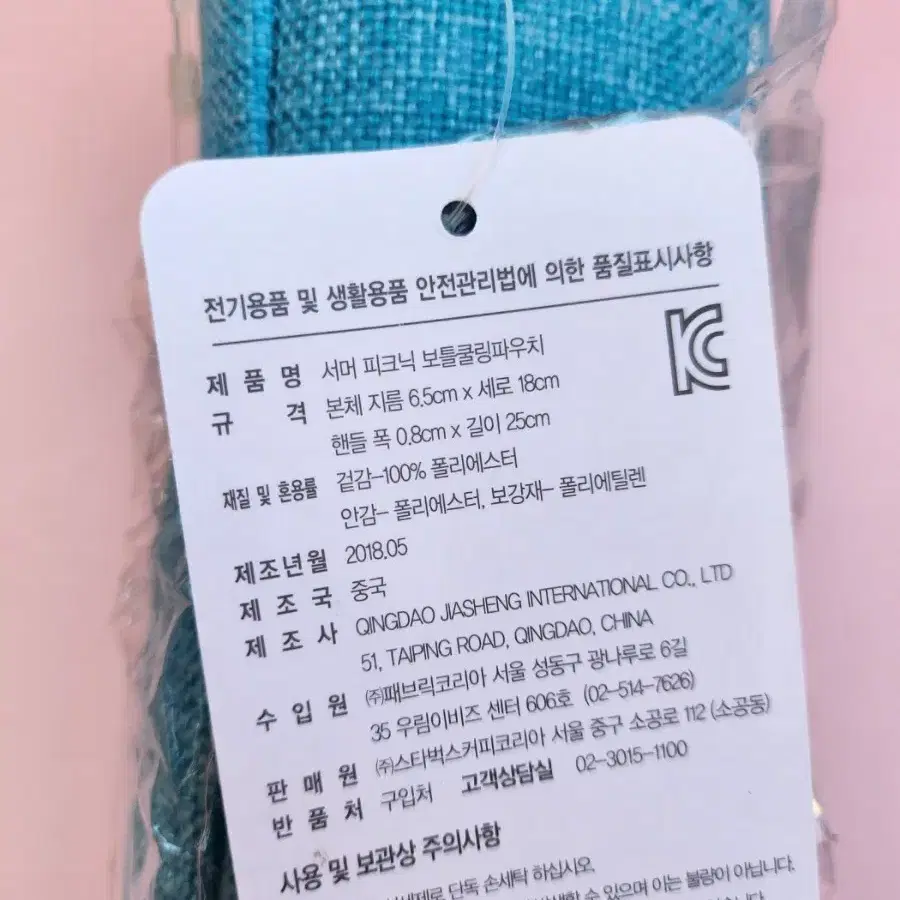 전기용품 및 생활용품 안전관리법에 의한 품질표시사항
제품명 서머 피크닉 보틀쿨링파우치
규격 본체 지름 6.5cm x 세로 18cm
핸들 폭 0.8cm x 길이 25cm
재질 및 혼용률 겉감-100% 폴리에스터
안감- 폴리에스터, 보강재- 폴리에틸렌
제조년월 2018.05
제조국 중국
제조사 QINGDAO JIASHENG INTERNATIONAL CO., LTD
51, TAIPING ROAD, QINGDAO, CHINA
수입원 ㈜패브릭코리아 서울 성동구 광나루로 6길
35 우림이비즈 센터 606호 (02-514-7626)
판매원 ㈜스타벅스커피코리아 서울 중구 소공로 112 (소공동)
반품처 구입처 고객상담실 02-3015-1100
사용 및 보관상 주의사항
단독 손세탁 하십시오.
수 있으며 이는 불량이 아닙니다.